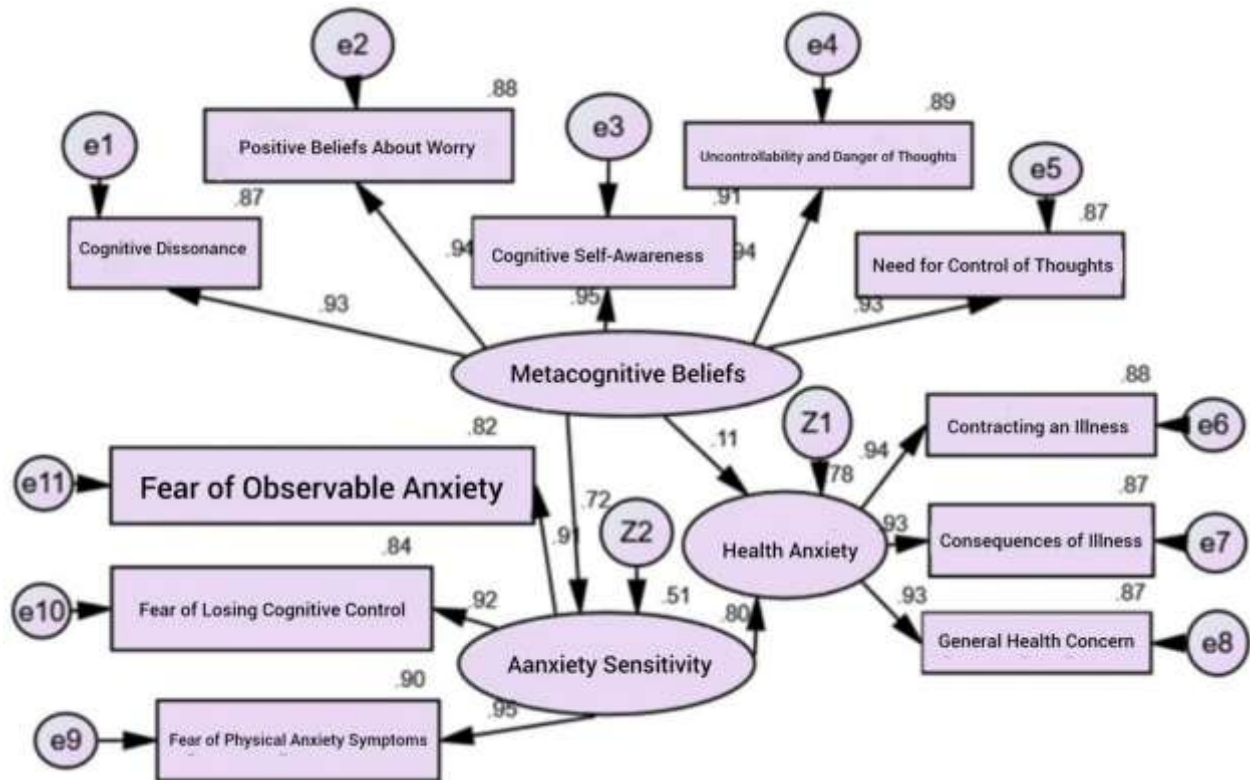 e2
e4
.88
e3
.89
e1
Positive Beliefs About Worry
Uncontrollability and Danger of Thoughts
e5
.87
.91
.87
Cognitive Dissonance
.94
Cognitive Self-Awareness
.94
Need for Control of Thoughts
.93
.95
.93
Metacognitive Beliefs
.88
Z1
.82
.11
.94
Contracting an Illness
e6
e11
Fear of Observable Anxiety
.78
.87
.72
Z2
.91
Health Anxiety
.93
Consequences of Illness
e7
.84
e10
Fear of Losing Cognitive Control
.92
.51
.80
.93
.87
General Health Concern
e8
Aanxiety Sensitivity
.90
.95
e9
Fear of Physical Anxiety Symptoms